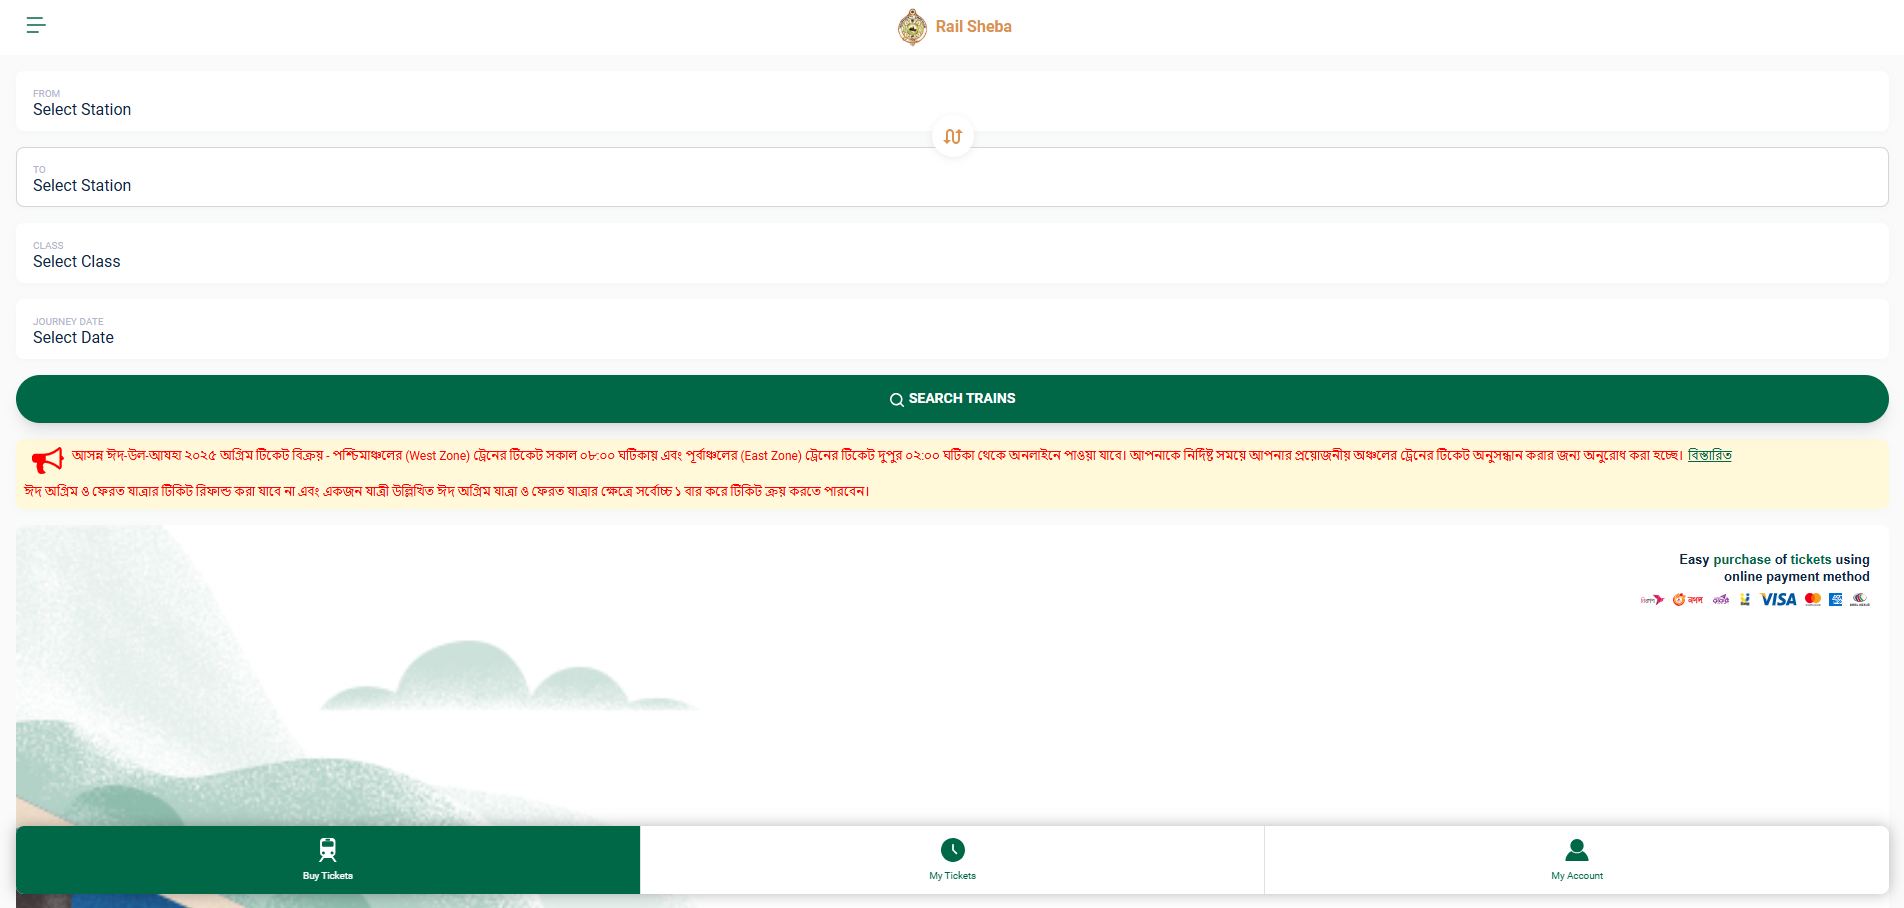 Rail Sheba
FROM
Select Station
TO
Select Station
CLASS
Select Class
JOURNEY DATE
Select Date
SEARCH TRAINS
আসন্ন ঈদ-উল-আযহা ২০২৫ অগ্রিম টিকেট বিক্রয় - পশ্চিমাঞ্চলের (West Zone) ট্রেনের টিকেট সকাল ০৮:০০ ঘটিকায় এবং পূর্বাঞ্চলের (East Zone) ট্রেনের টিকেট দুপুর ০২:০০ ঘটিকা থেকে অনলাইনে পাওয়া যাবে। আপনাকে নির্দিষ্ট সময়ে আপনার প্রয়োজনীয় অঞ্চলের ট্রেনের টিকেট অনুসন্ধান করার জন্য অনুরোধ করা হচ্ছে। বিস্তারিত
ঈদ অগ্রিম ও ফেরত যাত্রার টিকিট রিফান্ড করা যাবে না এবং একজন যাত্রী উল্লিখিত ঈদ অগ্রিম যাত্রা ও ফেরত যাত্রার ক্ষেত্রে সর্বোচ্চ ১ বার করে টিকিট ক্রয় করতে পারবেন।
Easy purchase of tickets using
online payment method
নগদ VISA
Buy Tickets
My Tickets
My Account